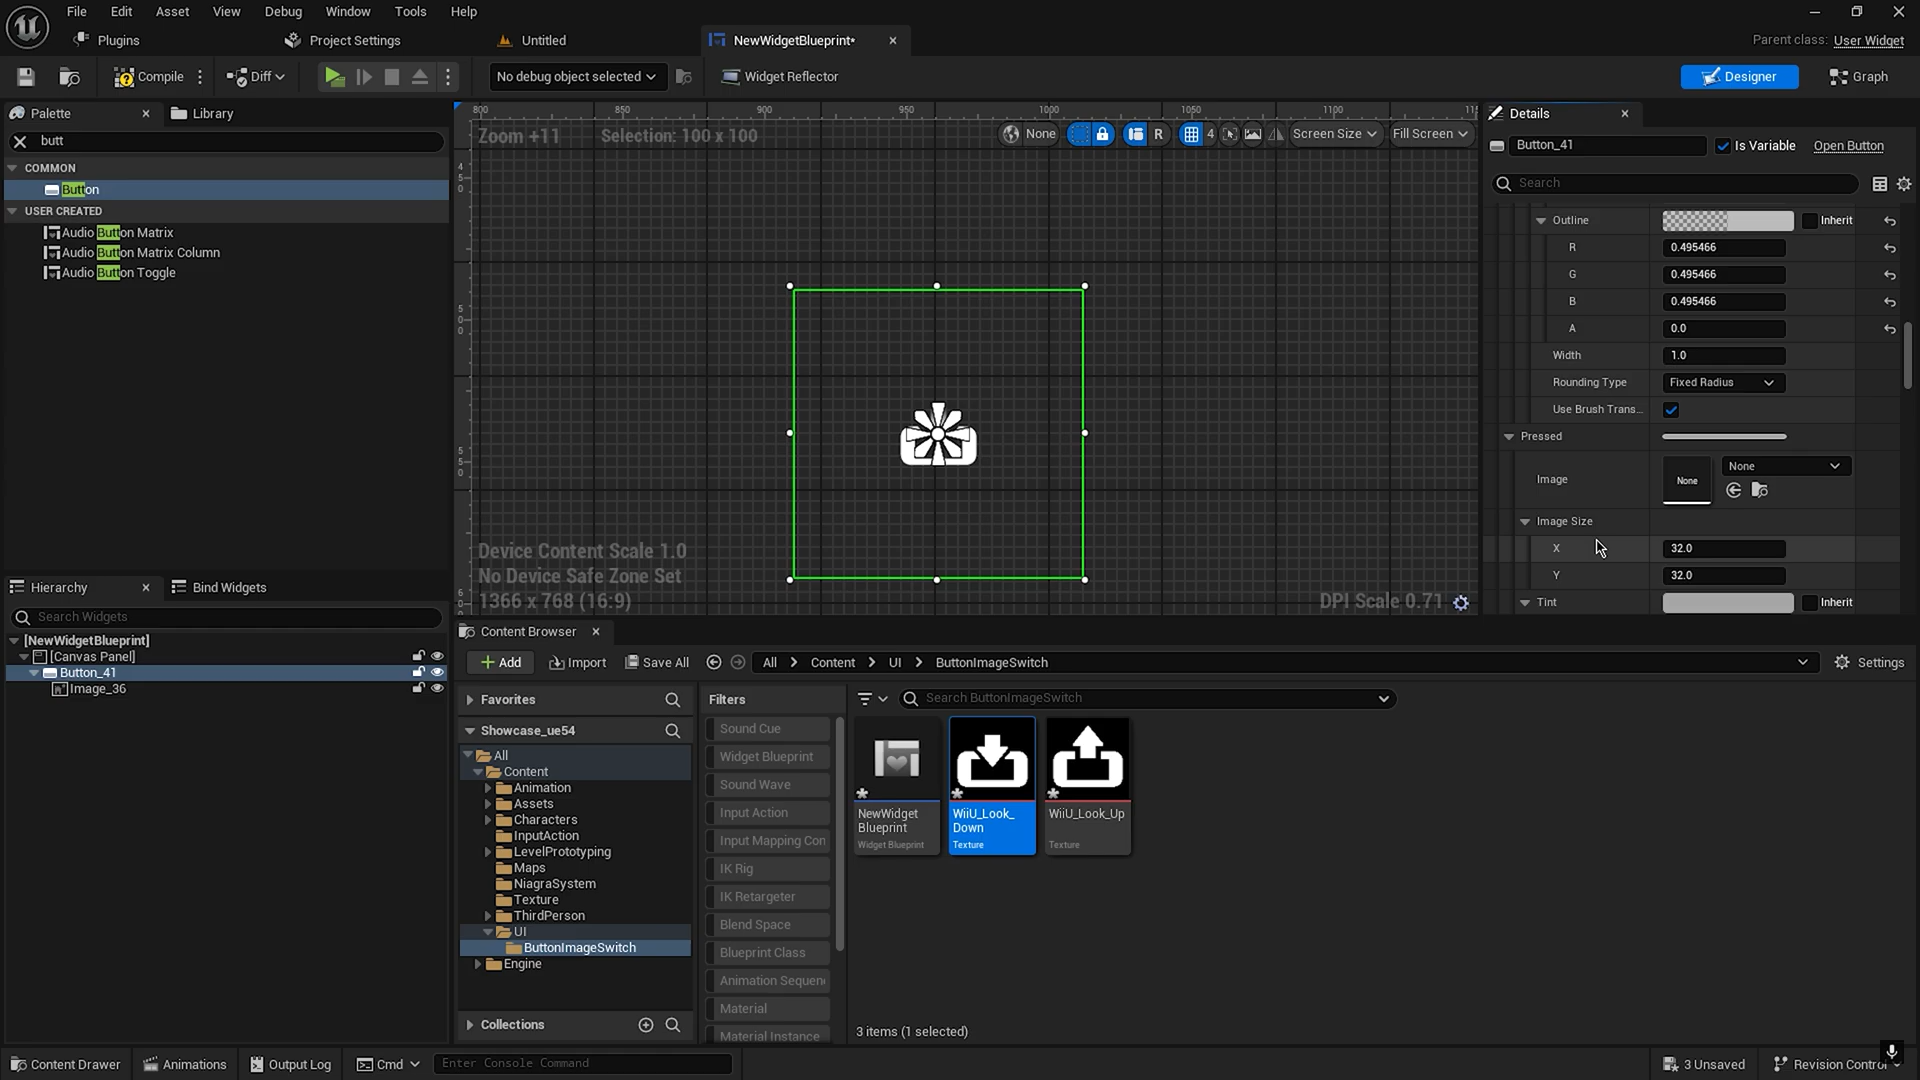 File Edit Asset View Debug Window Tools Help
Plugins Project Settings Untitled NewWidgetBlueprint* Parent class: User Widget
Compile Diff No debug object selected Widget Reflector Designer Graph
Palette Library
butt
COMMON
Button
USER CREATED
Audio Button Matrix
Audio Button Matrix Column
Audio Button Toggle
Hierarchy Bind Widgets
Search Widgets
[NewWidgetBlueprint]
[Canvas Panel]
Button_41
Image_36
800 850 900 950 1000 1050 1100
Zoom +11 Selection: 100 x 100 None R 4 Screen Size Fill Screen
Device Content Scale 1.0
No Device Safe Zone Set
1366 x 768 (16:9) DPI Scale 0.71
Details
Button_41 Is Variable Open Button
Search
Outline Inherit
R 0.495466
G 0.495466
B 0.495466
A 0.0
Width 1.0
Rounding Type Fixed Radius
Use Brush Trans...
Pressed
Image None None
Image Size
X 32.0
Y 32.0
Tint Inherit
Content Browser
Add Import Save All All Content UI ButtonImageSwitch Settings
Favorites Filters Search ButtonImageSwitch
Showcase_ue54
All
Content
Animation
Assets
Characters
InputAction
LevelPrototyping
Maps
NiagraSystem
Texture
ThirdPerson
UI
ButtonImageSwitch
Engine
Collections
Sound Cue
Widget Blueprint
Sound Wave
Input Action
Input Mapping Con
IK Rig
IK Retargeter
Blend Space
Blueprint Class
Animation Sequen
Material
Material Instance
NewWidget
Blueprint
Widget Blueprint
WiiU_Look_
Down
Texture
WiiU_Look_Up
Texture
3 items (1 selected)
Content Drawer Animations Output Log Cmd Enter Console Command 3 Unsaved Revision Control